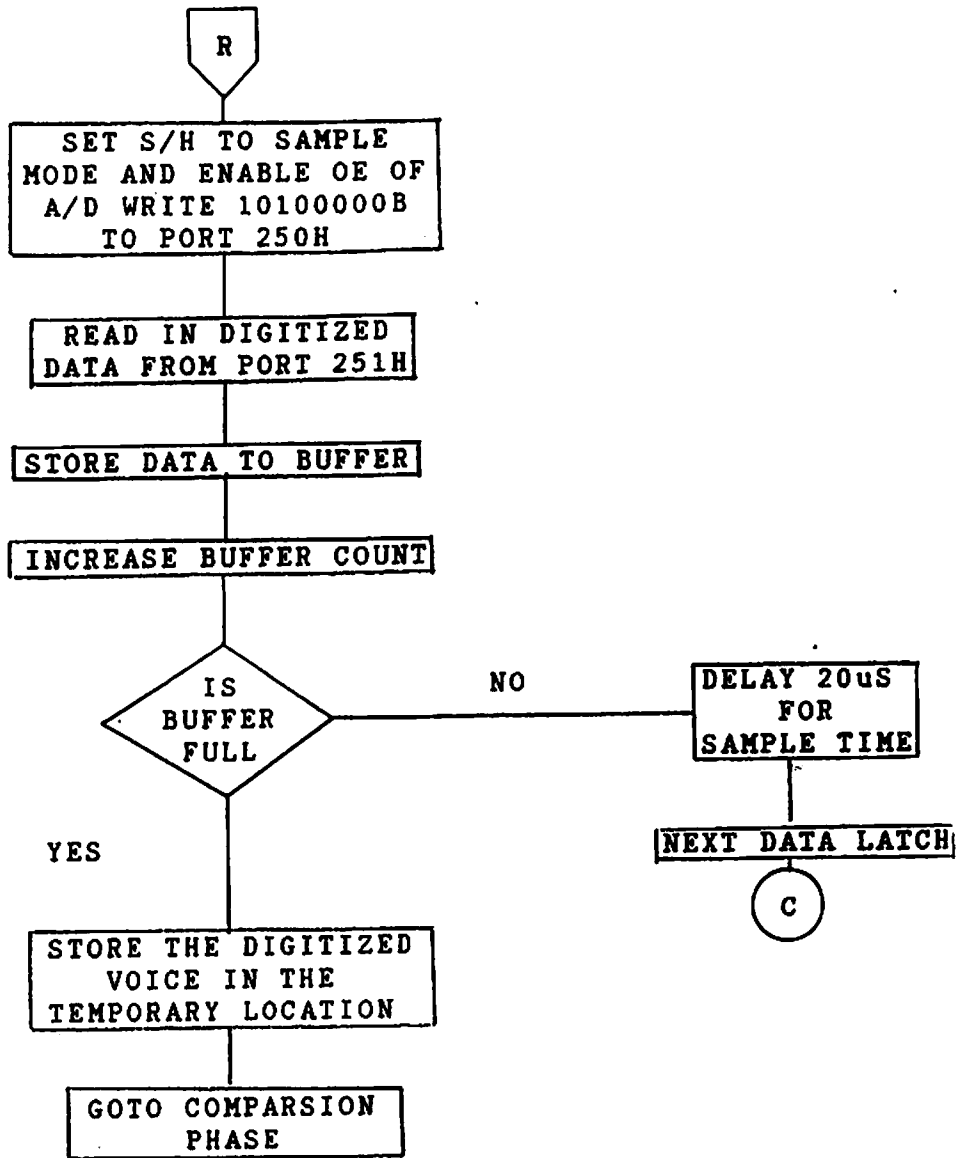 R
SET S/H TO SAMPLE
MODE AND ENABLE OE OF
A/D WRITE 10100000B
TO PORT 250H
READ IN DIGITIZED
DATA FROM PORT 251H
STORE DATA TO BUFFER
INCREASE BUFFER COUNT
IS
BUFFER
FULL
NO
DELAY 20uS
FOR
SAMPLE TIME
NEXT DATA LATCH
C
YES
STORE THE DIGITIZED
VOICE IN THE
TEMPORARY LOCATION
GOTO COMPARSION
PHASE